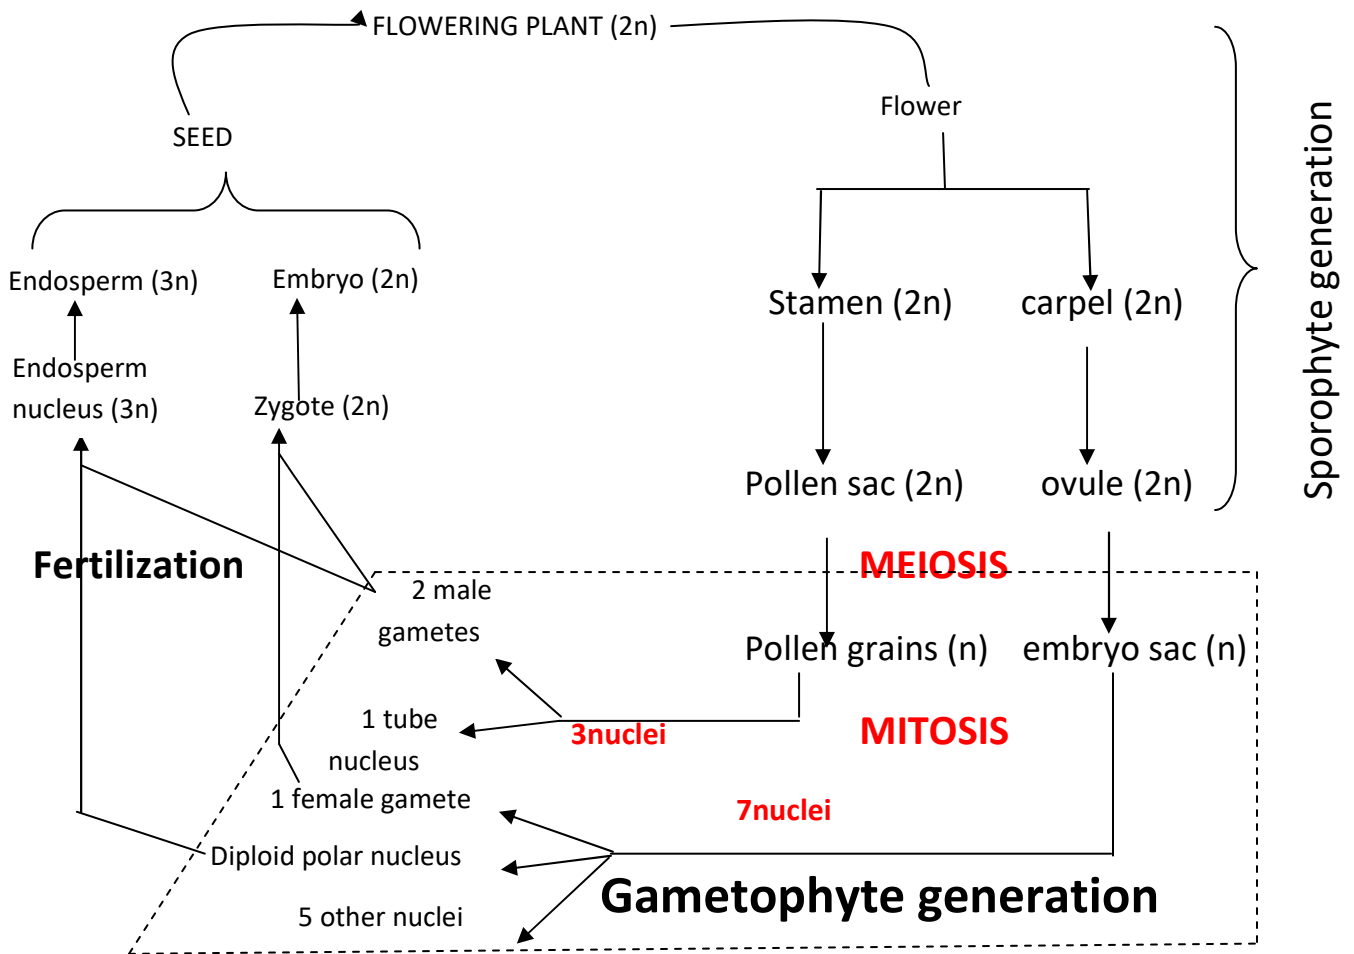 FLOWERING PLANT (2n)
Flower
SEED
Sporophyte generation
Endosperm (3n)
Embryo (2n)
Stamen (2n)
carpel (2n)
Endosperm
nucleus (3n)
Zygote (2n)
Pollen sac (2n)
ovule (2n)
Fertilization
MEIOSIS
2 male
gametes
Pollen grains (n)
embryo sac (n)
1 tube
nucleus
3nuclei
MITOSIS
1 female gamete
7nuclei
Diploid polar nucleus
Gametophyte generation
5 other nuclei